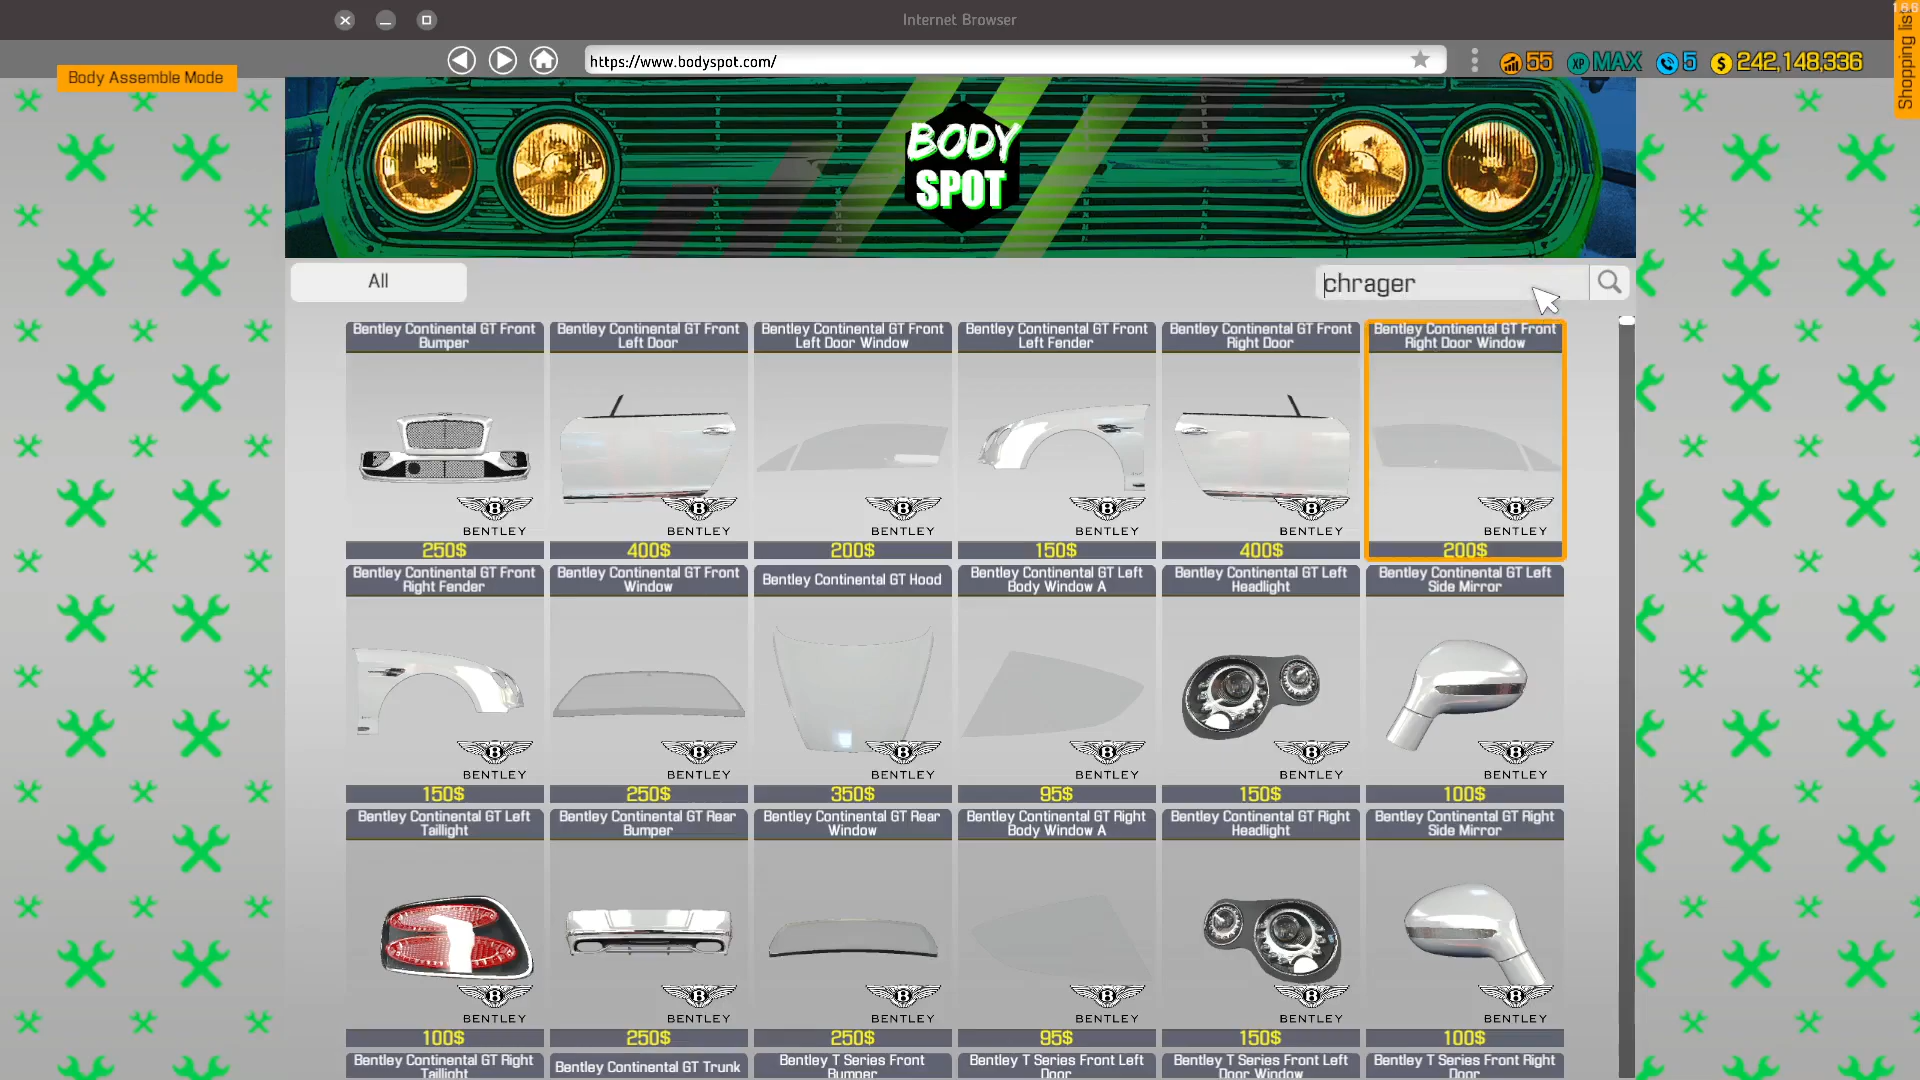 Internet Browser
1.6.6
https://www.bodyspot.com/
55
XP MAX
5
$ 242,148,336
Shopping list
Body Assemble Mode
BODY
SPOT
All
chrager
Bentley Continental GT Front
Bumper
BENTLEY
250$
Bentley Continental GT Front
Left Door
BENTLEY
400$
Bentley Continental GT Front
Left Door Window
BENTLEY
200$
Bentley Continental GT Front
Left Fender
BENTLEY
150$
Bentley Continental GT Front
Right Door
BENTLEY
400$
Bentley Continental GT Front
Right Door Window
BENTLEY
200$
Bentley Continental GT Front
Right Fender
BENTLEY
150$
Bentley Continental GT Front
Window
BENTLEY
250$
Bentley Continental GT Hood
BENTLEY
350$
Bentley Continental GT Left
Body Window A
BENTLEY
95$
Bentley Continental GT Left
Headlight
BENTLEY
150$
Bentley Continental GT Left
Side Mirror
BENTLEY
100$
Bentley Continental GT Left
Taillight
BENTLEY
100$
Bentley Continental GT Rear
Bumper
BENTLEY
250$
Bentley Continental GT Rear
Window
BENTLEY
250$
Bentley Continental GT Right
Body Window A
BENTLEY
95$
Bentley Continental GT Right
Headlight
BENTLEY
150$
Bentley Continental GT Right
Side Mirror
BENTLEY
100$
Bentley Continental GT Right
Taillight
Bentley Continental GT Trunk
Bentley T Series Front
Bumper
Bentley T Series Front Left
Door
Bentley T Series Front Left
Door Window
Bentley T Series Front Right
Door